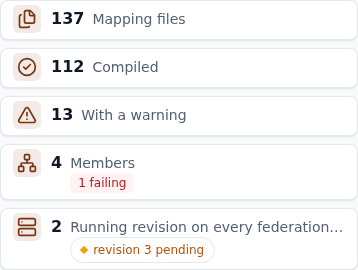 137 Mapping files
112 Compiled
13 With a warning
4 Members
1 failing
2 Running revision on every federation…
revision 3 pending